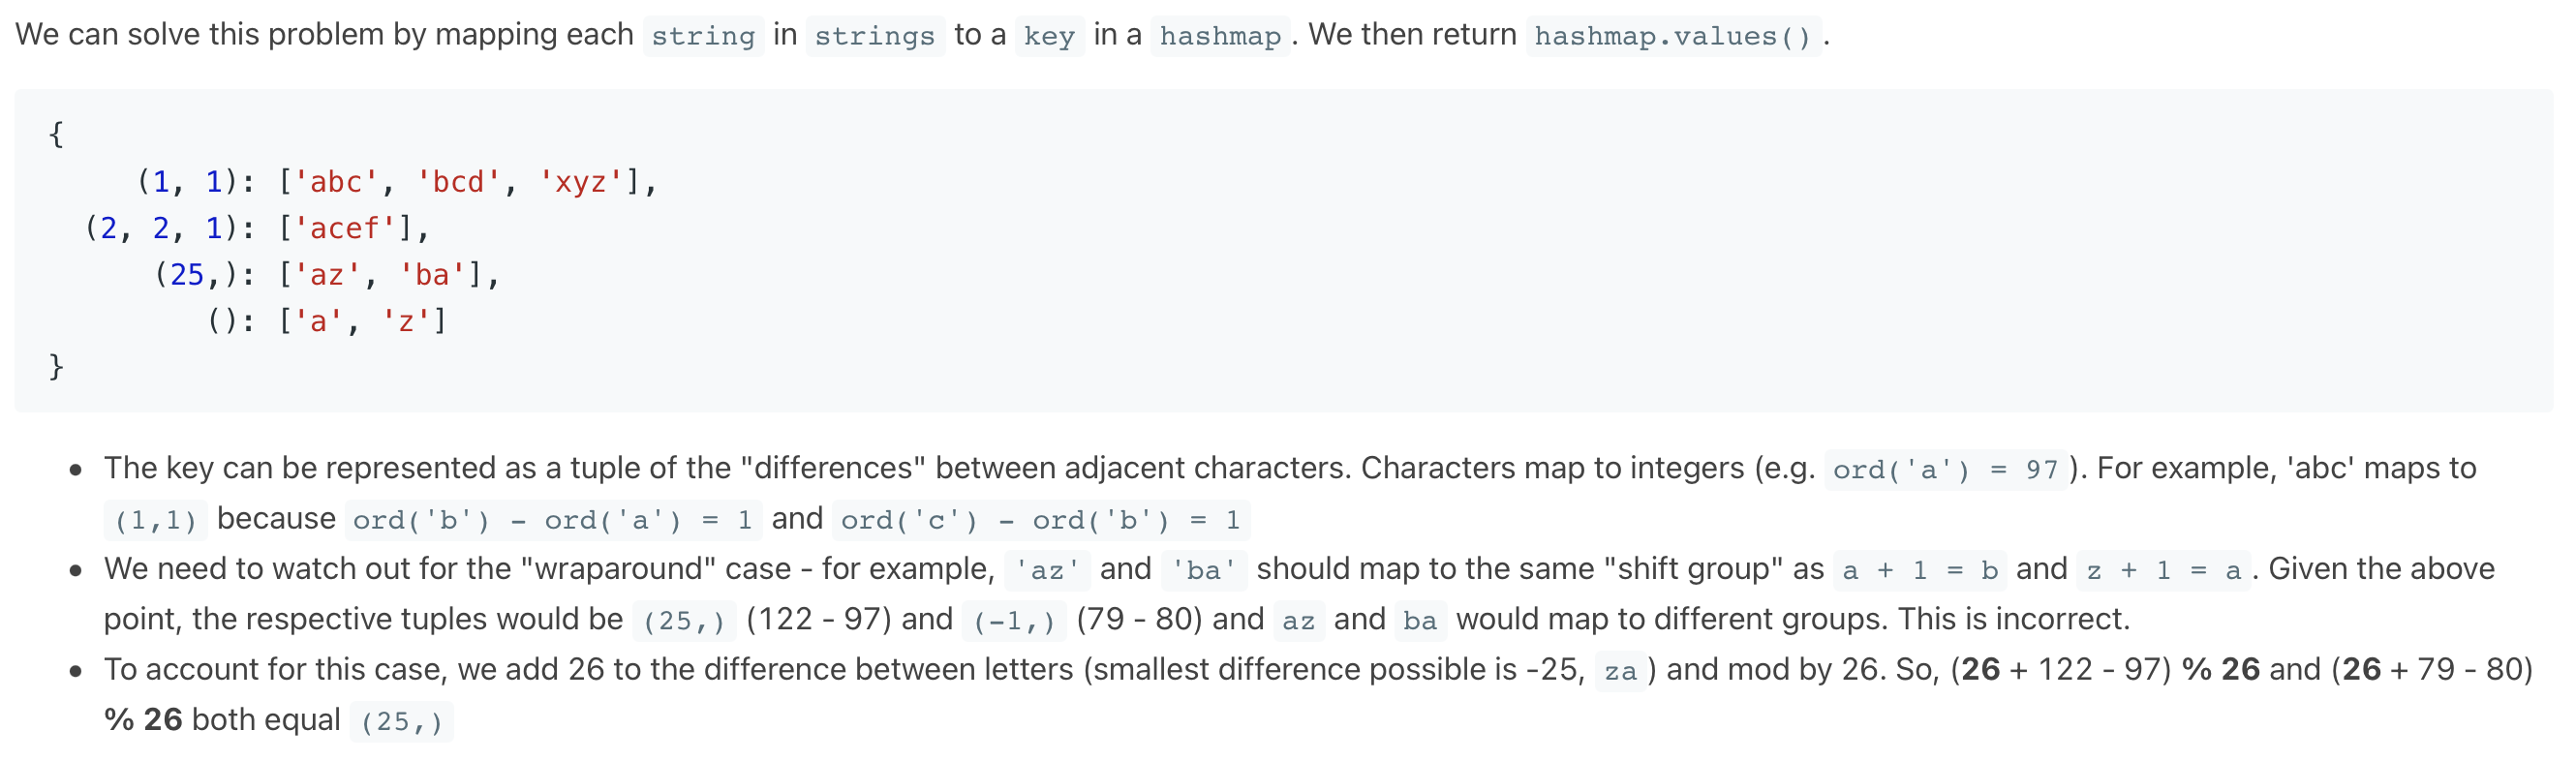 We can solve this problem by mapping each string in strings to a key in a hashmap. We then return hashmap.values().
{
(1, 1): ['abc', 'bcd', 'xyz'],
(2, 2, 1): ['acef'],
(25,): ['az', 'ba'],
(): ['a', 'z']
}
• The key can be represented as a tuple of the "differences" between adjacent characters. Characters map to integers (e.g. ord('a') = 97). For example, 'abc' maps to
(1,1) because ord('b') - ord('a') = 1 and ord('c') - ord('b') = 1
• We need to watch out for the "wraparound" case - for example, 'az' and 'ba' should map to the same "shift group" as a + 1 = b and z + 1 = a. Given the above
point, the respective tuples would be (25,) (122 - 97) and (-1,) (79 - 80) and az and ba would map to different groups. This is incorrect.
• To account for this case, we add 26 to the difference between letters (smallest difference possible is -25, za) and mod by 26. So, (26 + 122 - 97) % 26 and (26 + 79 - 80)
% 26 both equal (25,)